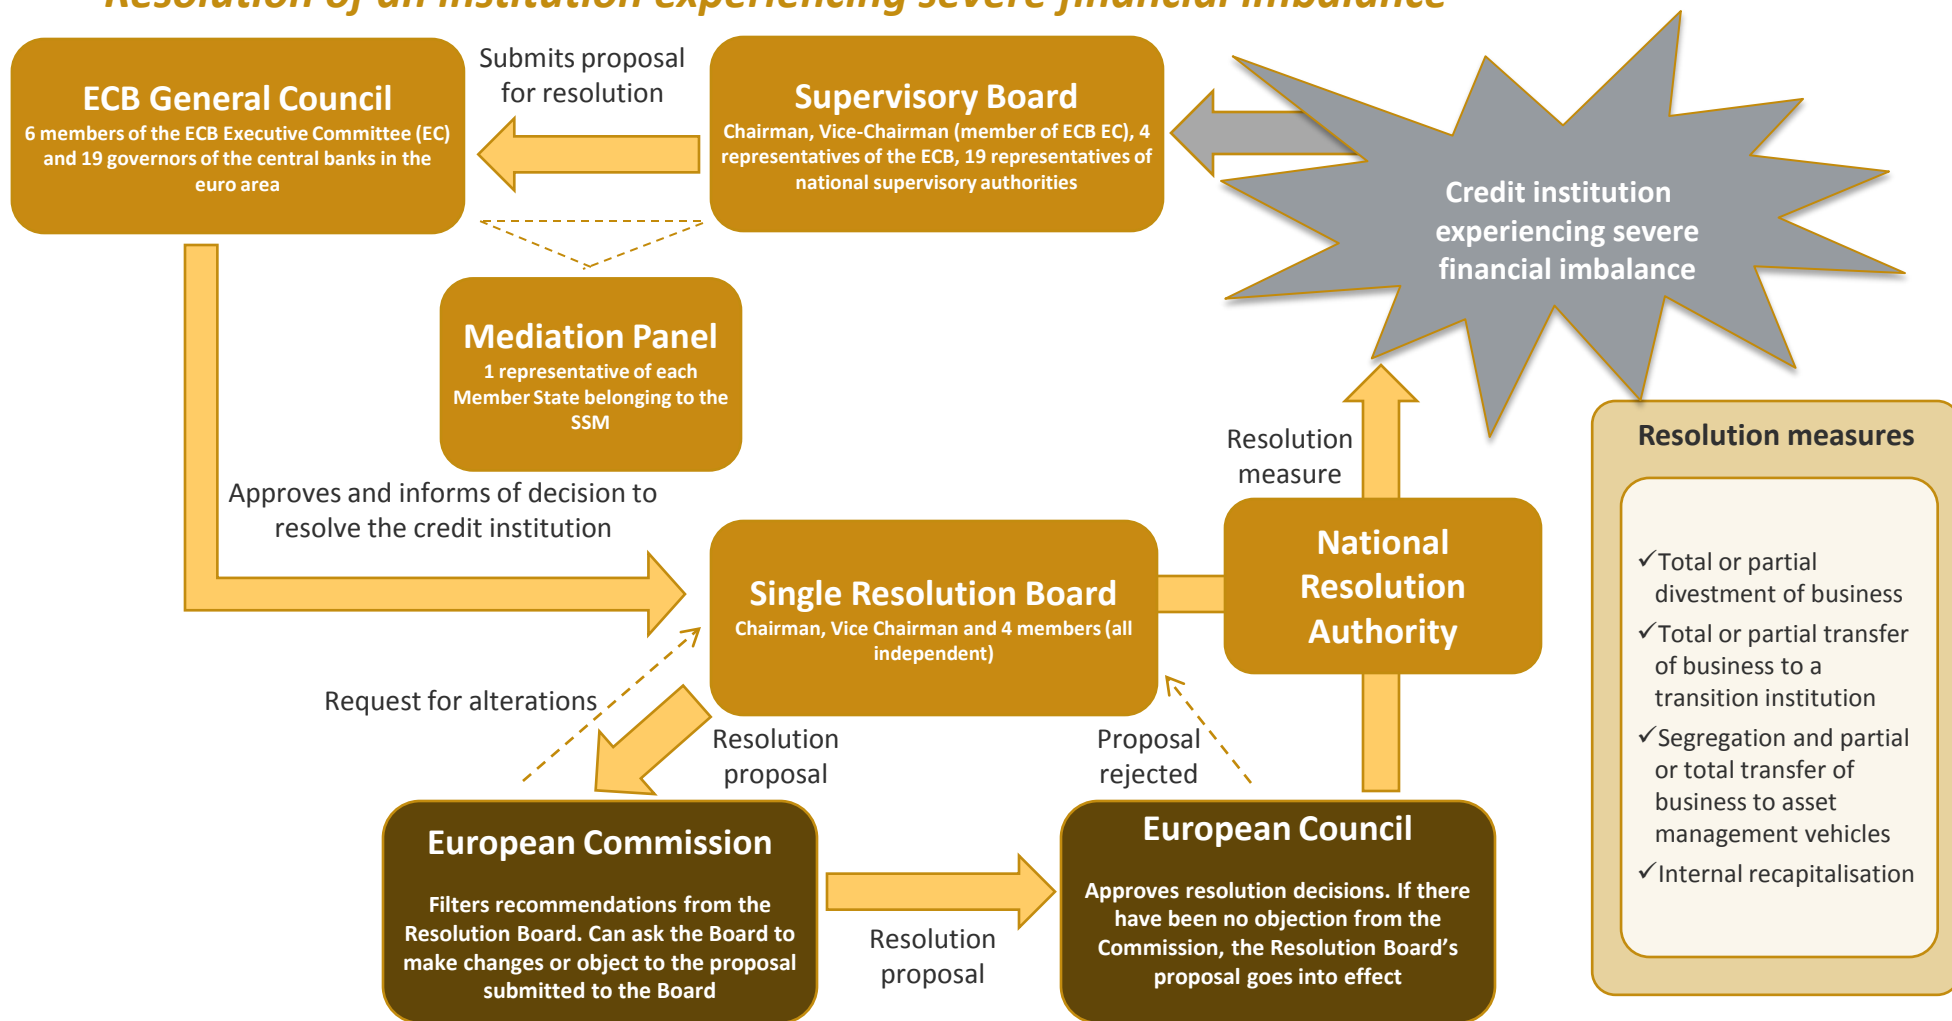 Resolution of an institution experiencing severe financial imbalance
ECB General Council
6 members of the ECB Executive Committee (EC)
and 19 governors of the central banks in the
euro area
Submits proposal
for resolution
Supervisory Board
Chairman, Vice-Chairman (member of ECB EC), 4
representatives of the ECB, 19 representatives of
national supervisory authorities
Credit institution
experiencing severe
financial imbalance
Mediation Panel
1 representative of each
Member State belonging to the
SSM
Approves and informs of decision to
resolve the credit institution
Resolution
measure
Single Resolution Board
Chairman, Vice Chairman and 4 members (all
independent)
National
Resolution
Authority
Request for alterations
Resolution
proposal
Proposal
rejected
European Commission
Filters recommendations from the
Resolution Board. Can ask the Board to
make changes or object to the proposal
submitted to the Board
Resolution
proposal
European Council
Approves resolution decisions. If there
have been no objection from the
Commission, the Resolution Board’s
proposal goes into effect
Resolution measures
✓Total or partial
divestment of business
✓Total or partial transfer
of business to a
transition institution
✓Segregation and partial
or total transfer of
business to asset
management vehicles
✓Internal recapitalisation